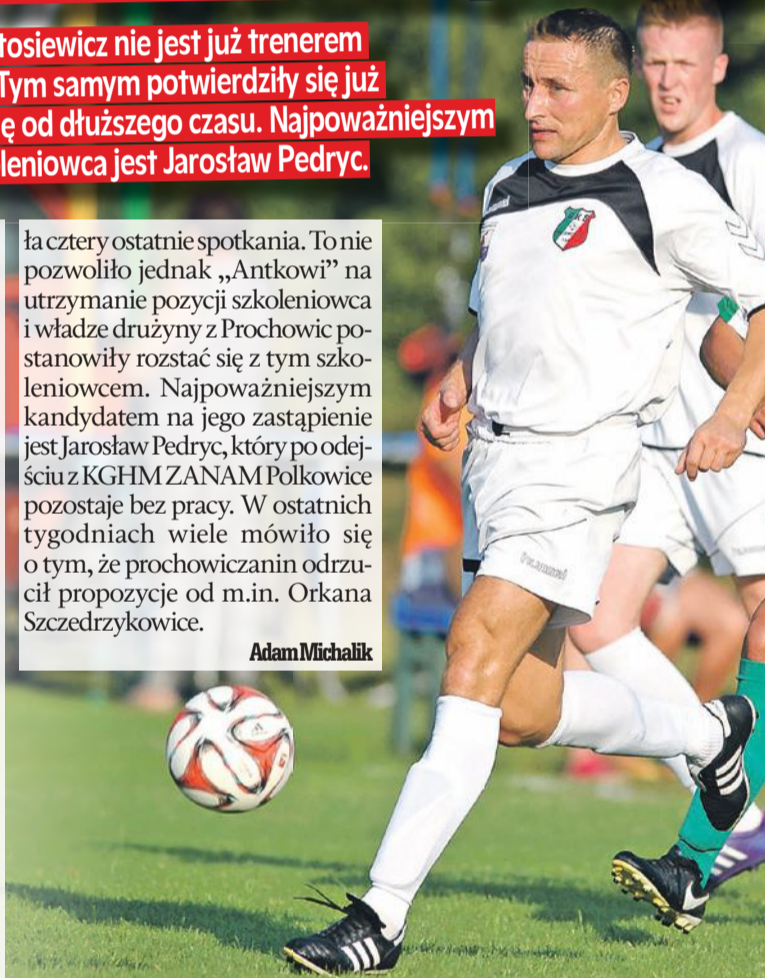 tosiewicz nie jest już trenerem
Tym samym potwierdziły się już
ę od dłuższego czasu. Najpoważniejszym
leniowca jest Jarosław Pedryc.
ła cztery ostatnie spotkania. To nie
pozwoliło jednak „Antkowi” na
utrzymanie pozycji szkoleniowca
i władze drużyny z Prochowic po-
stanowiły rozstać się z tym szko-
leniowcem. Najpoważniejszym
kandydatem na jego zastąpienie
jest Jarosław Pedryc, który po odej-
ściu z KGHM ZANAM Polkowice
pozostaje bez pracy. W ostatnich
tygodniach wiele mówiło się
o tym, że prochowiczanin odrzu-
cił propozycje od m.in. Orkana
Szczedrzykowice.
Adam Michalik